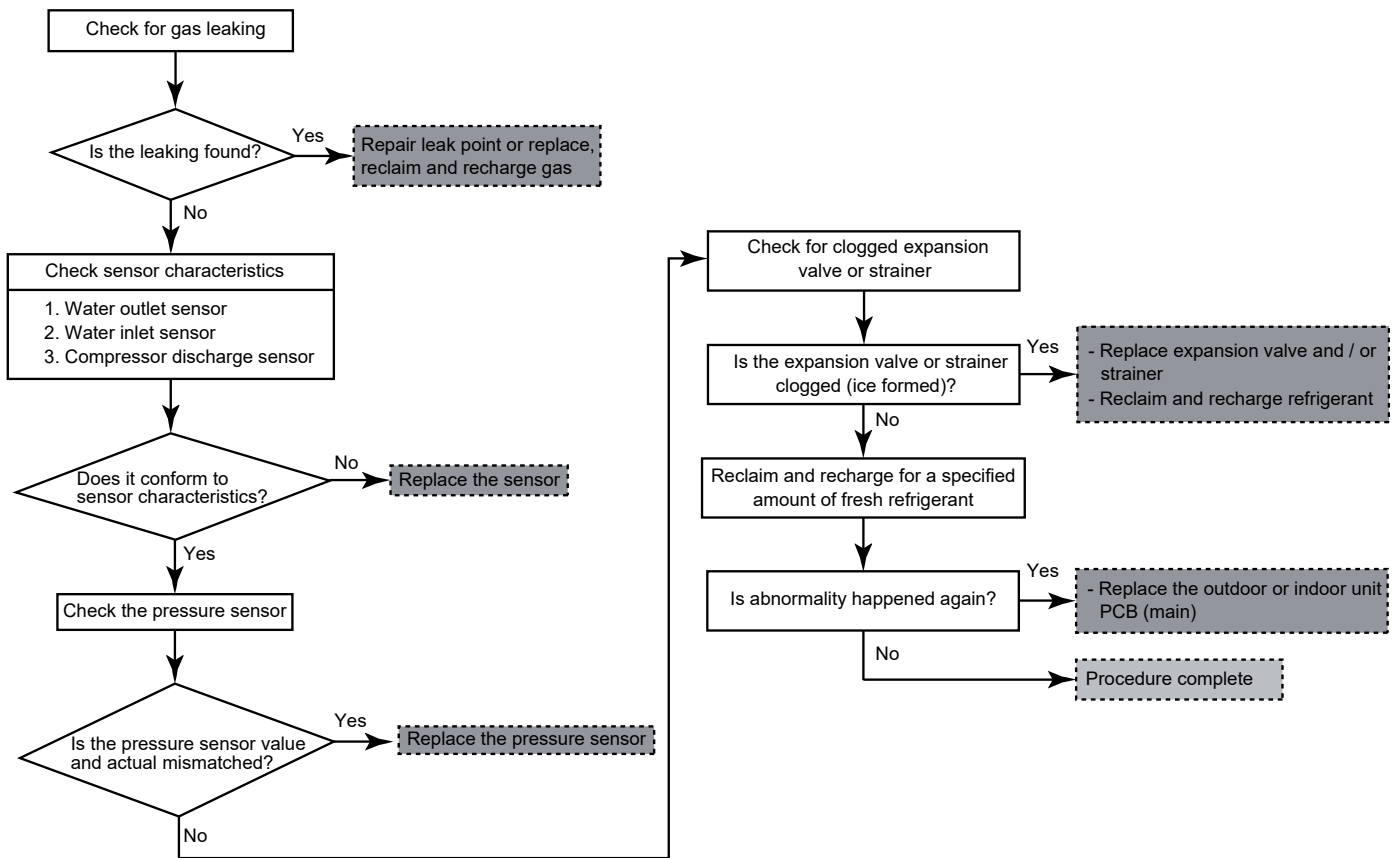 Check for gas leaking
Is the leaking found?
Yes
Repair leak point or replace,
reclaim and recharge gas
No
Check sensor characteristics
1. Water outlet sensor
2. Water inlet sensor
3. Compressor discharge sensor
Does it conform to
sensor characteristics?
No
Replace the sensor
Yes
Check the pressure sensor
Is the pressure sensor value
and actual mismatched?
Yes
Replace the pressure sensor
No
Check for clogged expansion
valve or strainer
Is the expansion valve or strainer
clogged (ice formed)?
Yes
- Replace expansion valve and / or
strainer
- Reclaim and recharge refrigerant
No
Reclaim and recharge for a specified
amount of fresh refrigerant
Is abnormality happened again?
Yes
- Replace the outdoor or indoor unit
PCB (main)
No
Procedure complete